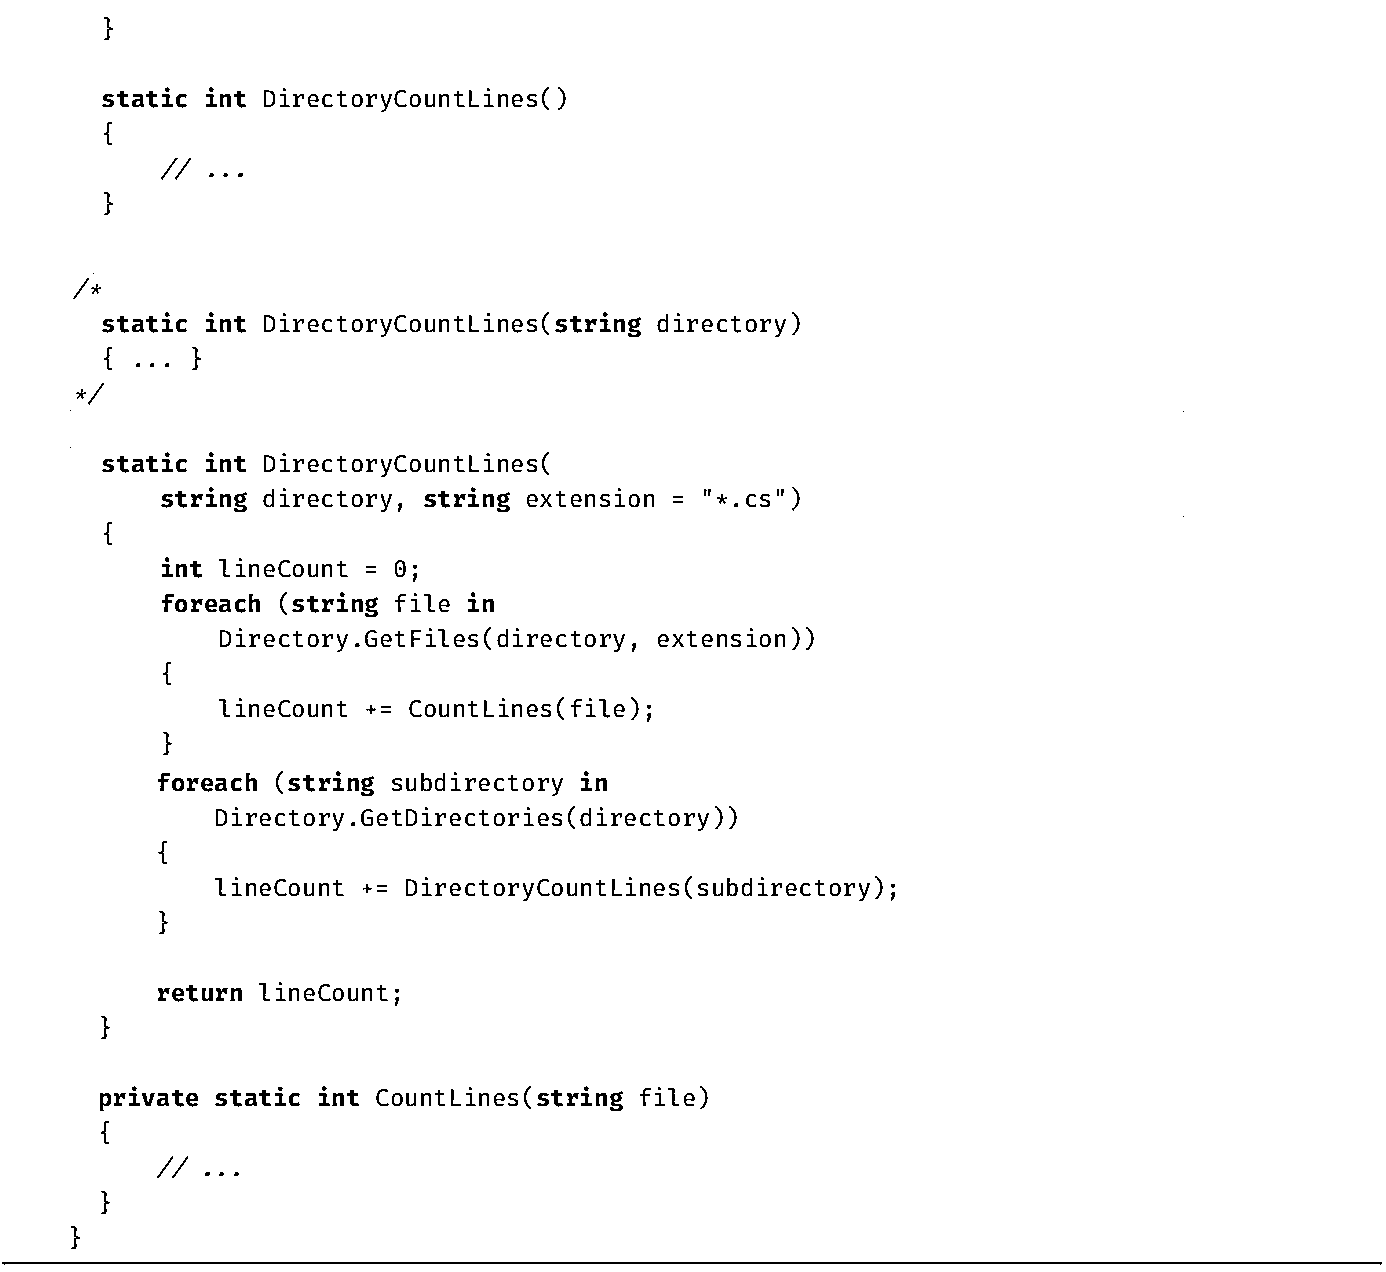 }
static int DirectoryCountLines()
{
// ...
}
/*
static int DirectoryCountLines(string directory)
{ ... }
*/
static int DirectoryCountLines(
string directory, string extension = "*.cs")
{
int lineCount = 0;
foreach (string file in
Directory.GetFiles(directory, extension))
{
lineCount += CountLines(file);
}
foreach (string subdirectory in
Directory.GetDirectories(directory))
{
lineCount += DirectoryCountLines(subdirectory);
}
return lineCount;
}
private static int CountLines(string file)
{
// ...
}
}